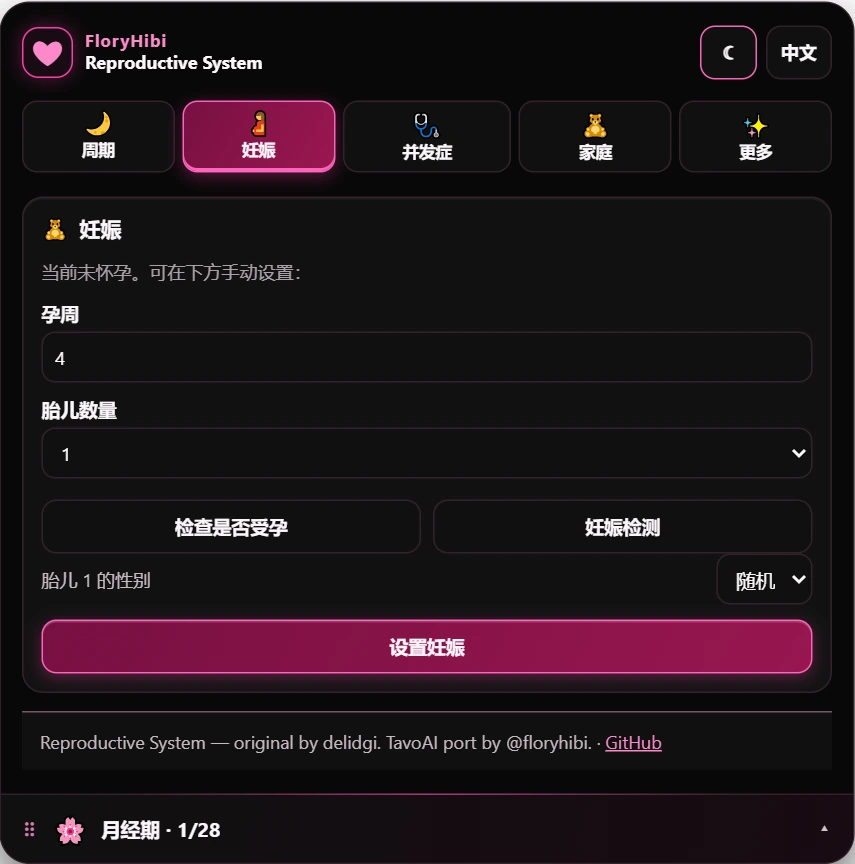 FloryHibi
Reproductive System
中文
周期
妊娠
并发症
家庭
更多
妊娠
当前未怀孕。可在下方手动设置：
孕周
4
胎儿数量
1
检查是否受孕
妊娠检测
胎儿 1 的性别
随机
设置妊娠
Reproductive System — original by delidgi. TavoAI port by @floryhibi. · GitHub
月经期 · 1/28